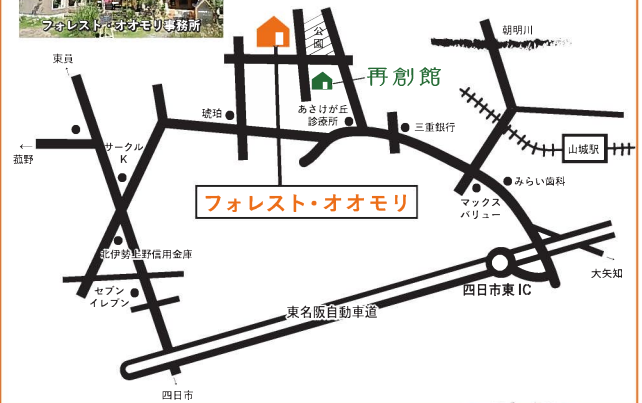 フォレスト・オオモリ事務所
公
園
朝明川
東員
再創館
琥珀
あさけが丘
診療所
三重銀行
←
菰野
サークル
K
山城駅
みらい歯科
マックス
バリュー
フォレスト・オオモリ
北伊勢上野信用金庫
大矢知
セブン
イレブン
四日市東IC
東名阪自動車道
四日市